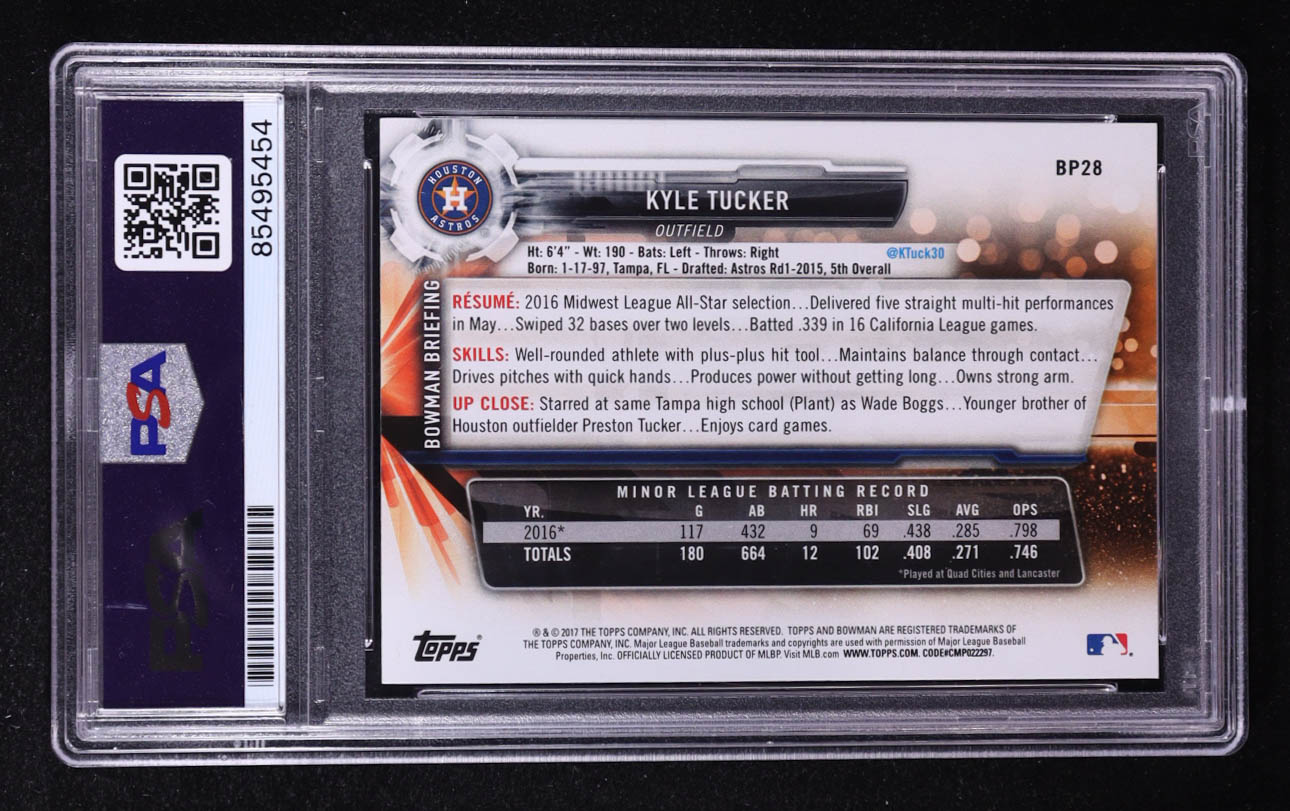 85495454
PSA
PSA
HOUSTON
H
ASTROS
BP28
KYLE TUCKER
OUTFIELD
Ht: 6'4" - Wt: 190 - Bats: Left - Throws: Right
@KTuck30
Born: 1-17-97, Tampa, FL - Drafted: Astros Rd1-2015, 5th Overall
BOWMAN BRIEFING
RÉSUMÉ: 2016 Midwest League All-Star selection...Delivered five straight multi-hit performances
in May...Swiped 32 bases over two levels...Batted .339 in 16 California League games.
SKILLS: Well-rounded athlete with plus-plus hit tool...Maintains balance through contact...
Drives pitches with quick hands...Produces power without getting long...Owns strong arm.
UP CLOSE: Starred at same Tampa high school (Plant) as Wade Boggs...Younger brother of
Houston outfielder Preston Tucker...Enjoys card games.
MINOR LEAGUE BATTING RECORD
YR. G AB HR RBI SLG AVG OPS
2016* 117 432 9 69 .438 .285 .798
TOTALS 180 664 12 102 .408 .271 .746
*Played at Quad Cities and Lancaster
Topps®
® & © 2017 THE TOPPS COMPANY, INC. ALL RIGHTS RESERVED. TOPPS AND BOWMAN ARE REGISTERED TRADEMARKS OF
THE TOPPS COMPANY, INC. Major League Baseball trademarks and copyrights are used with permission of Major League Baseball
Properties, Inc. OFFICIALLY LICENSED PRODUCT OF MLBP. Visit MLB.com WWW.TOPPS.COM. CODE#CMP022297.